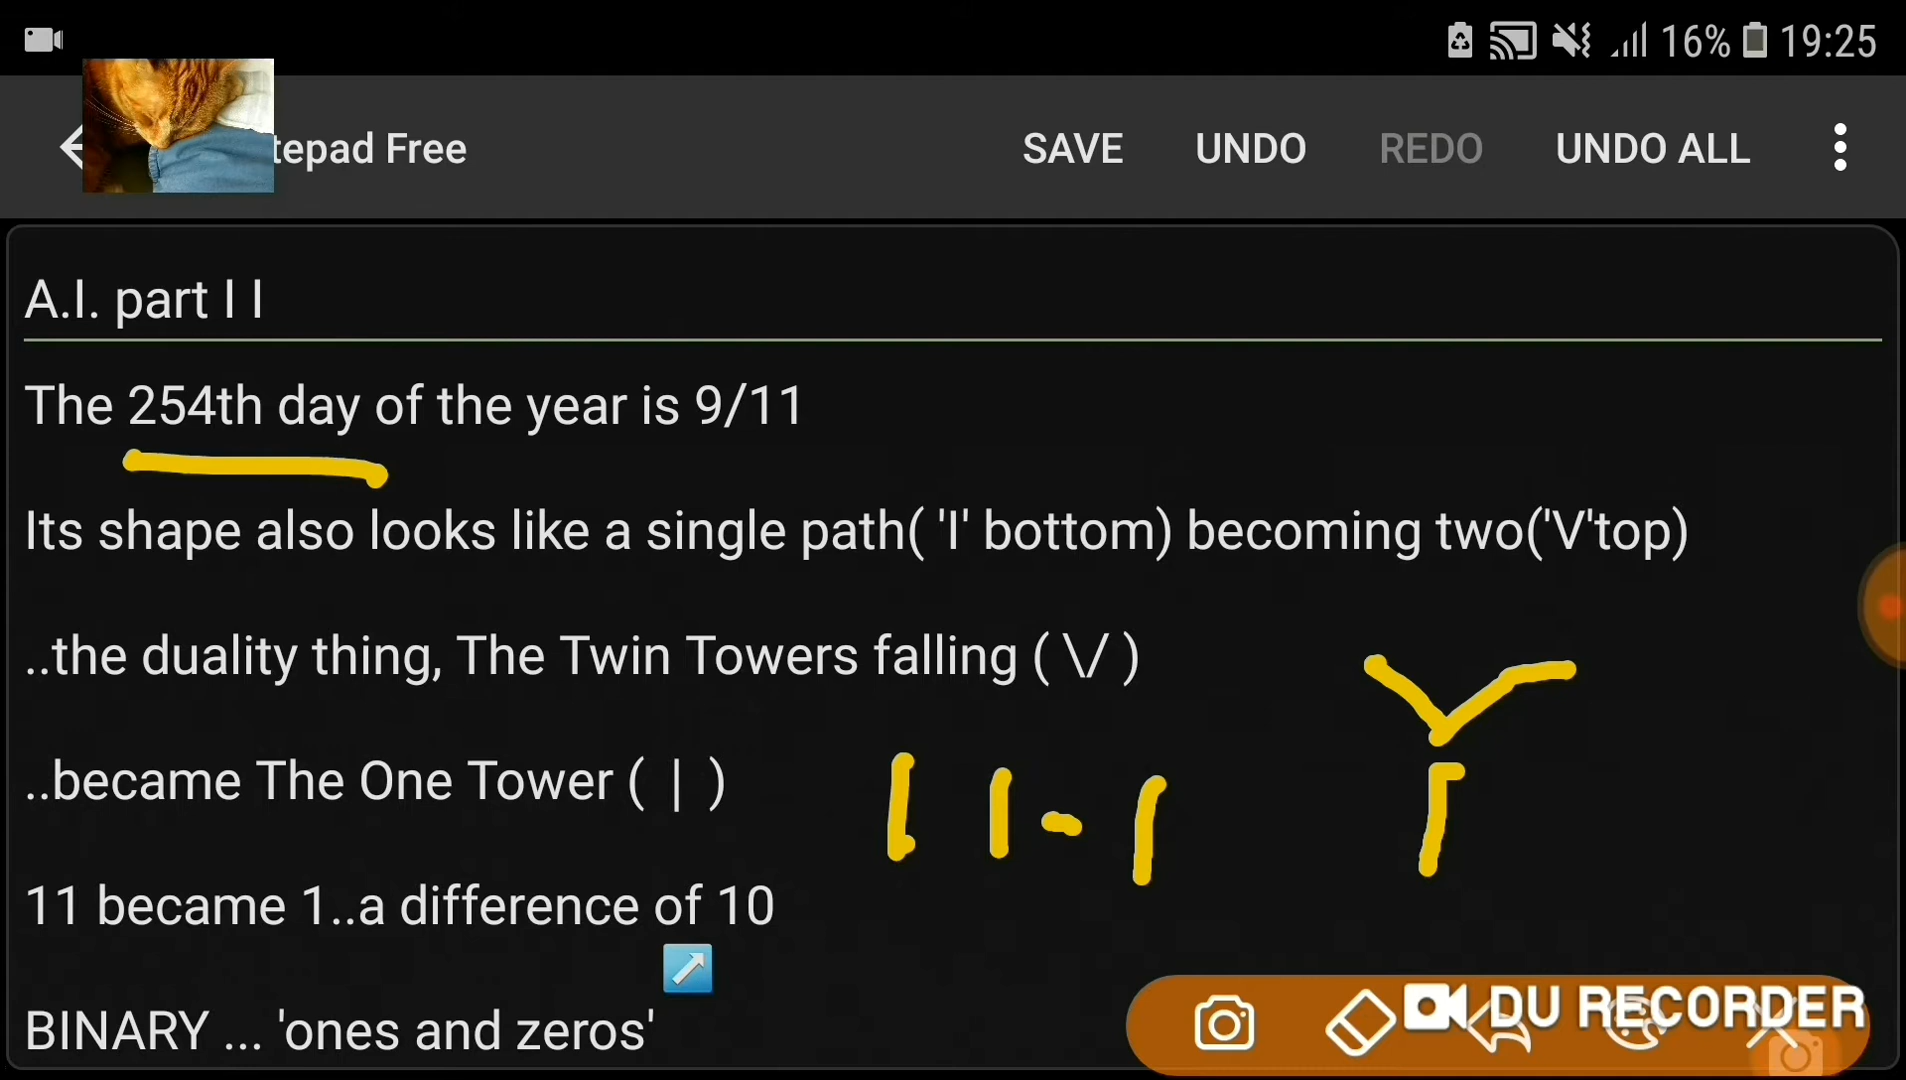 16% 19:25
tepad Free SAVE UNDO REDO UNDO ALL
A.I. part I I
The 254th day of the year is 9/11
Its shape also looks like a single path( 'I' bottom) becoming two('V'top)
..the duality thing, The Twin Towers falling ( \/ )
..became The One Tower ( | )
11-1
Y
11 became 1..a difference of 10
BINARY ... 'ones and zeros'
DU RECORDER